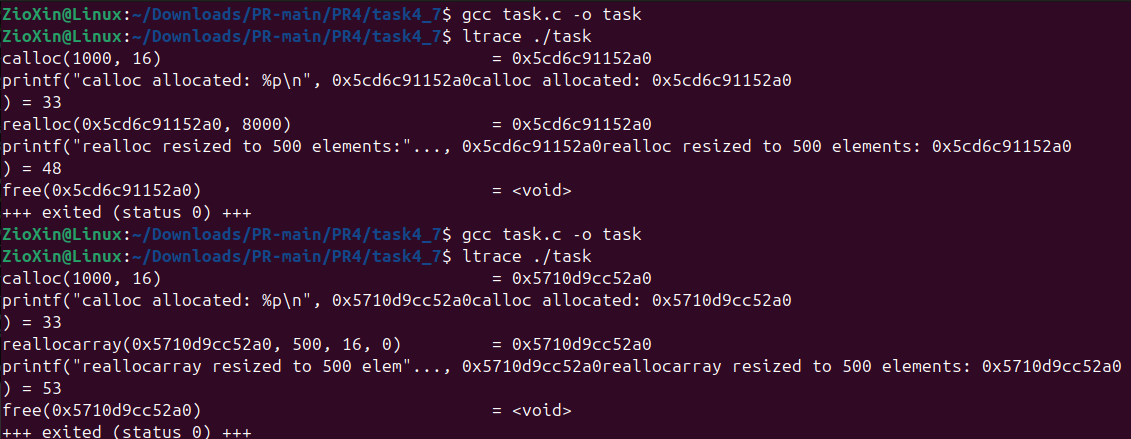 ZioXin@Linux:~/Downloads/PR-main/PR4/task4_7$ gcc task.c -o task
ZioXin@Linux:~/Downloads/PR-main/PR4/task4_7$ ltrace ./task
calloc(1000, 16)                                 = 0x5cd6c91152a0
printf("calloc allocated: %p\n", 0x5cd6c91152a0calloc allocated: 0x5cd6c91152a0
) = 33
realloc(0x5cd6c91152a0, 8000)                    = 0x5cd6c91152a0
printf("realloc resized to 500 elements:"..., 0x5cd6c91152a0realloc resized to 500 elements: 0x5cd6c91152a0
) = 48
free(0x5cd6c91152a0)                             = <void>
+++ exited (status 0) +++
ZioXin@Linux:~/Downloads/PR-main/PR4/task4_7$ gcc task.c -o task
ZioXin@Linux:~/Downloads/PR-main/PR4/task4_7$ ltrace ./task
calloc(1000, 16)                                 = 0x5710d9cc52a0
printf("calloc allocated: %p\n", 0x5710d9cc52a0calloc allocated: 0x5710d9cc52a0
) = 33
reallocarray(0x5710d9cc52a0, 500, 16, 0)         = 0x5710d9cc52a0
printf("reallocarray resized to 500 elem"..., 0x5710d9cc52a0reallocarray resized to 500 elements: 0x5710d9cc52a0
) = 53
free(0x5710d9cc52a0)                             = <void>
+++ exited (status 0) +++